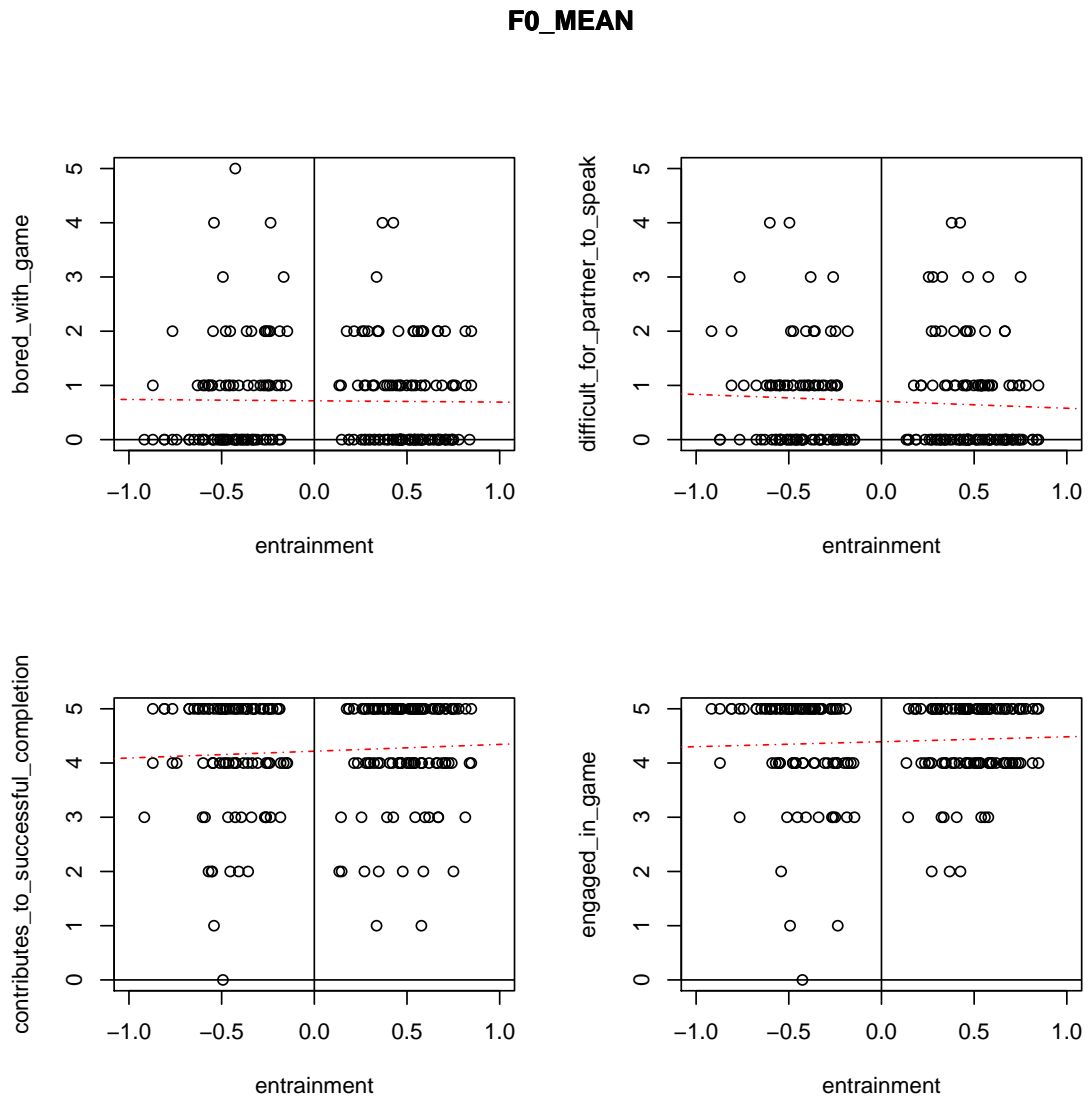 F0_MEAN
bored_with_game
5
4
3
2
1
0
−1.0 −0.5 0.0 0.5 1.0
entrainment
difficult_for_partner_to_speak
5
4
3
2
1
0
−1.0 −0.5 0.0 0.5 1.0
entrainment
contributes_to_successful_completion
5
4
3
2
1
0
−1.0 −0.5 0.0 0.5 1.0
entrainment
engaged_in_game
5
4
3
2
1
0
−1.0 −0.5 0.0 0.5 1.0
entrainment